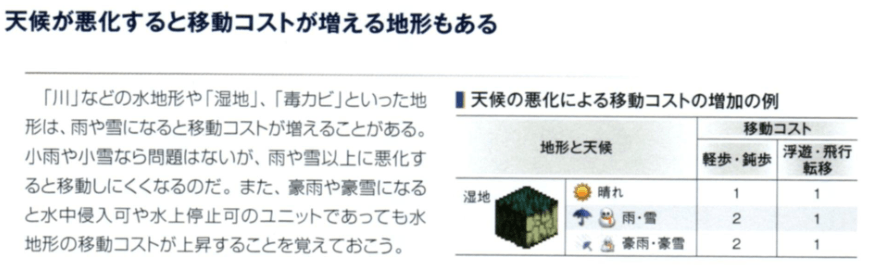 天候が悪化すると移動コストが増える地形もある
「川」などの水地形や「湿地」、「毒カビ」といった地
形は、雨や雪になると移動コストが増えることがある。
小雨や小雪なら問題はないが、雨や雪以上に悪化す
ると移動しにくくなるのだ。また、豪雨や豪雪になる
と水中侵入可や水上停止可のユニットであっても水
地形の移動コストが上昇することを覚えておこう。
天候の悪化による移動コストの増加の例
地形と天候
移動コスト
軽歩・鈍歩
浮遊・飛行
転移
湿地
晴れ 1 1
雨・雪 2 1
豪雨・豪雪 2 1